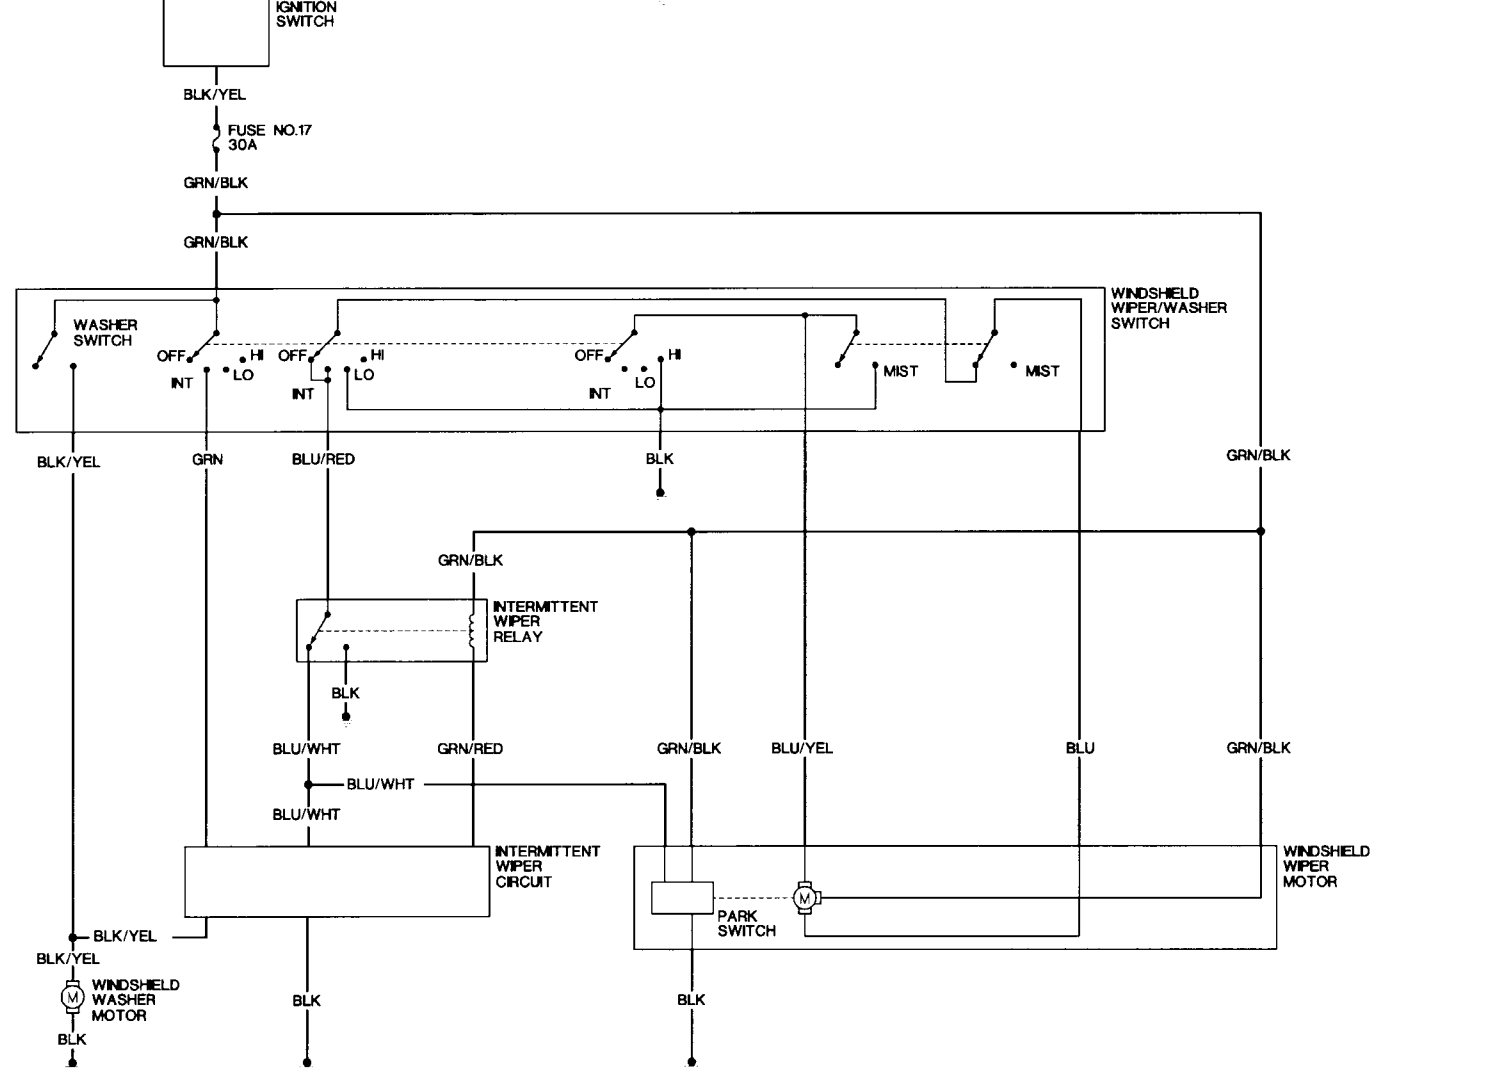 IGNITION
SWITCH
BLK/YEL
FUSE NO.17
30A
GRN/BLK
GRN/BLK
WINDSHIELD
WIPER/WASHER
SWITCH
WASHER
SWITCH
OFF
HI
INT
LO
OFF
HI
INT
LO
OFF
HI
INT
LO
MIST
MIST
BLK/YEL
GRN
BLU/RED
BLK
GRN/BLK
GRN/BLK
INTERMITTENT
WIPER
RELAY
BLK
BLU/WHT
GRN/RED
GRN/BLK
BLU/YEL
BLU
GRN/BLK
BLU/WHT
BLU/WHT
INTERMITTENT
WIPER
CIRCUIT
WINDSHIELD
WIPER
MOTOR
M
PARK
SWITCH
BLK/YEL
BLK/YEL
M
WINDSHIELD
WASHER
MOTOR
BLK
BLK
BLK